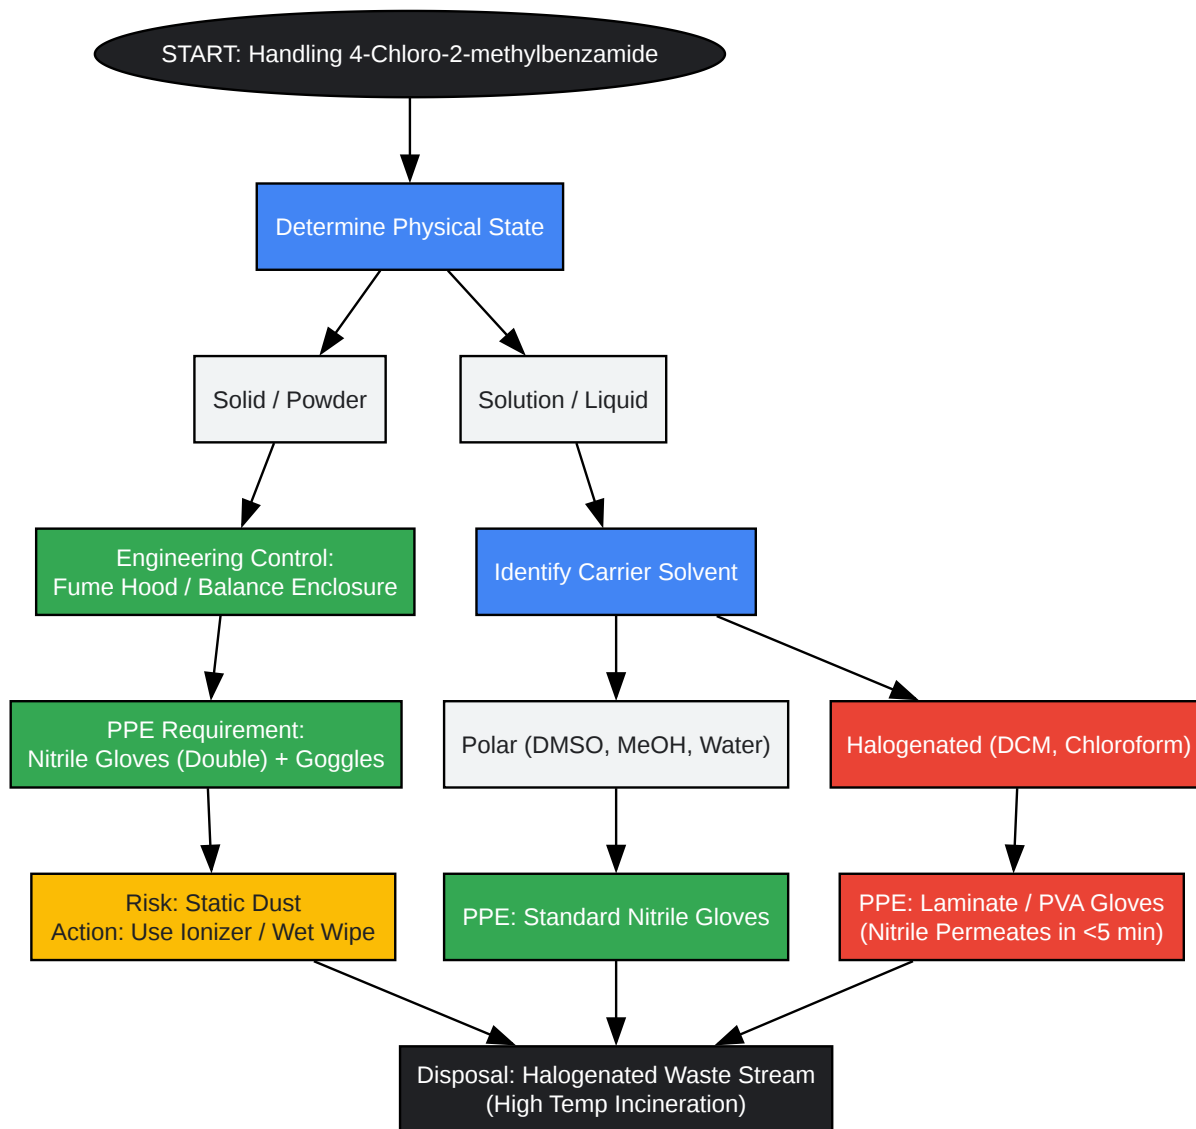 START: Handling 4-Chloro-2-methylbenzamide
Determine Physical State
Solid / Powder
Solution / Liquid
Engineering Control:
Fume Hood / Balance Enclosure
Identify Carrier Solvent
PPE Requirement:
Nitrile Gloves (Double) + Goggles
Polar (DMSO, MeOH, Water)
Halogenated (DCM, Chloroform)
Risk: Static Dust
Action: Use Ionizer / Wet Wipe
PPE: Standard Nitrile Gloves
PPE: Laminate / PVA Gloves
(Nitrile Permeates in <5 min)
Disposal: Halogenated Waste Stream
(High Temp Incineration)